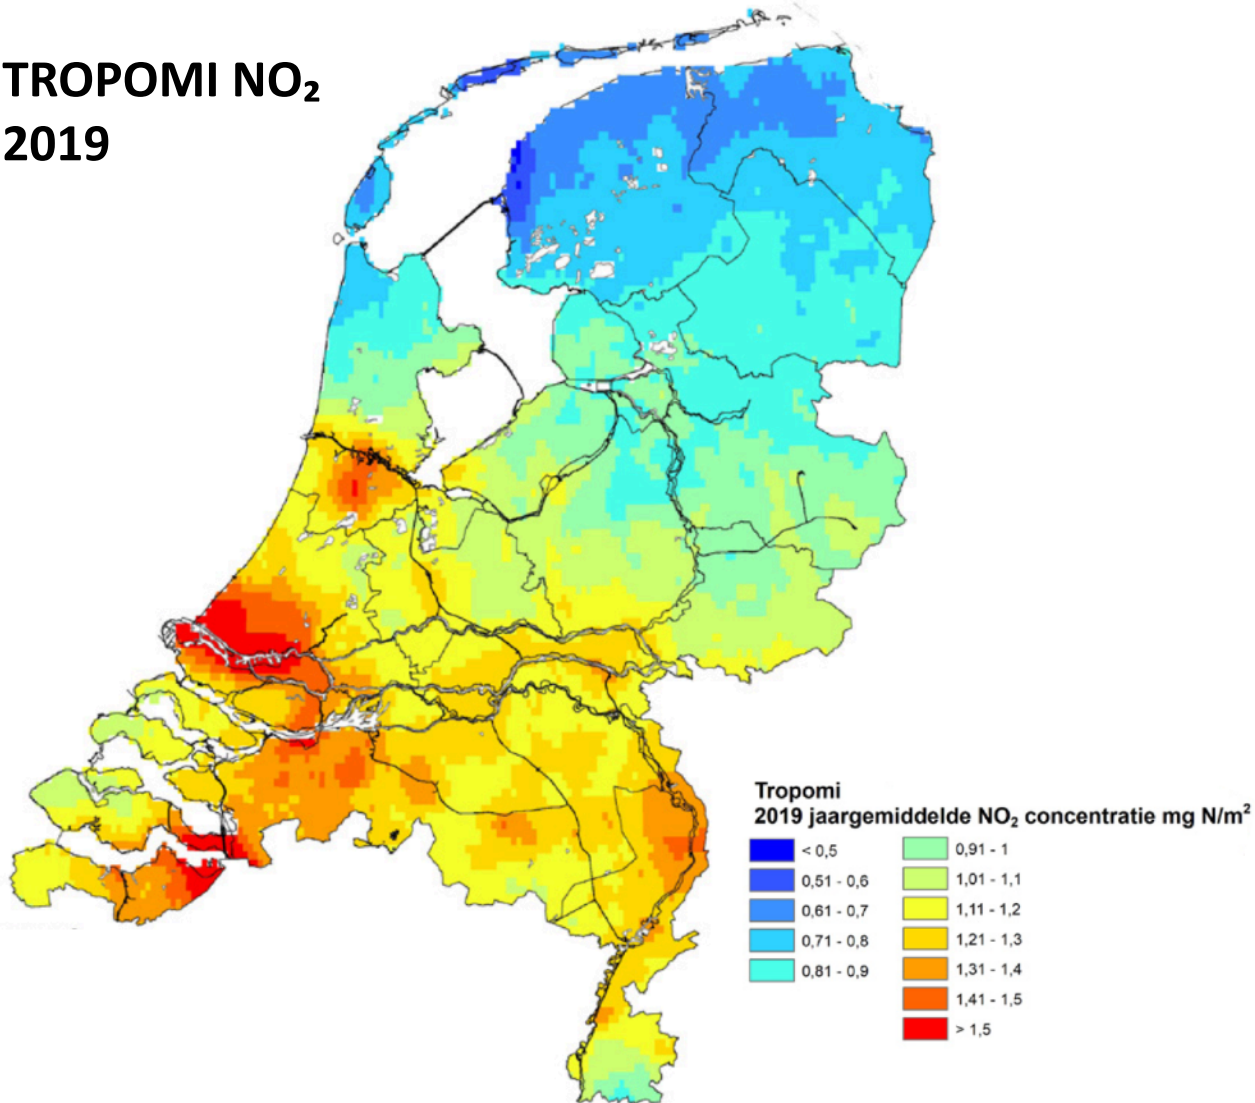 TROPOMI NO₂
2019
Tropomi
2019 jaargemiddelde NO₂ concentratie mg N/m²
< 0,5
0,51 - 0,6
0,61 - 0,7
0,71 - 0,8
0,81 - 0,9
0,91 - 1
1,01 - 1,1
1,11 - 1,2
1,21 - 1,3
1,31 - 1,4
1,41 - 1,5
> 1,5